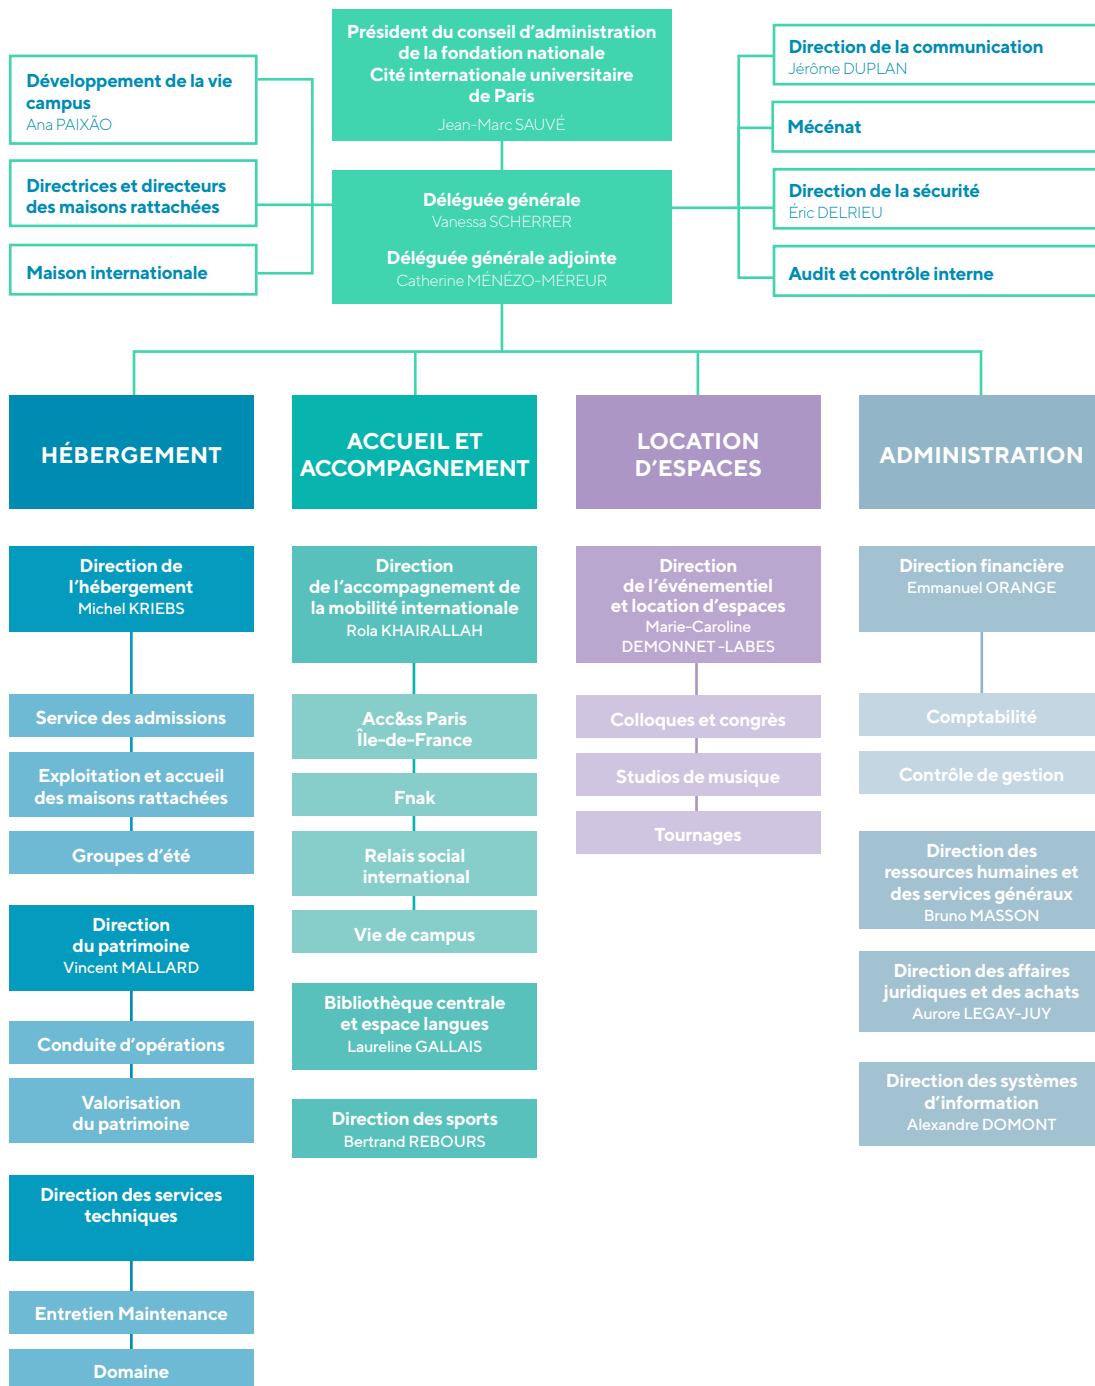 Président du conseil d'administration
de la fondation nationale
Cité internationale universitaire
de Paris
Jean-Marc SAUVÉ
Développement de la vie
campus
Ana PAIXÃO
Directrices et directeurs
des maisons rattachées
Maison internationale
Déléguée générale
Vanessa SCHERRER
Déléguée générale adjointe
Catherine MÉNÉZO-MÉREUR
Direction de la communication
Jérôme DUPLAN
Mécénat
Direction de la sécurité
Éric DELRIEU
Audit et contrôle interne
HÉBERGEMENT
Direction de
l'hébergement
Michel KRIEBS
Service des admissions
Exploitation et accueil
des maisons rattachées
Groupes d'été
Direction
du patrimoine
Vincent MALLARD
Conduite d'opérations
Valorisation
du patrimoine
Direction des services
techniques
Entretien Maintenance
Domaine
ACCUEIL ET
ACCOMPAGNEMENT
Direction
de l'accompagnement de
la mobilité internationale
Rola KHAIRALLAH
Acc&ss Paris
Île-de-France
Fnak
Relais social
international
Vie de campus
Bibliothèque centrale
et espace langues
Laureline GALLAIS
Direction des sports
Bertrand REBOURS
LOCATION
D'ESPACES
Direction
de l'événementiel
et location d'espaces
Marie-Caroline
DEMONNET -LABES
Colloques et congrès
Studios de musique
Tournages
ADMINISTRATION
Direction financière
Emmanuel ORANGE
Comptabilité
Contrôle de gestion
Direction des
ressources humaines et
des services généraux
Bruno MASSON
Direction des affaires
juridiques et des achats
Aurore LEGAY-JUY
Direction des systèmes
d'information
Alexandre DOMONT